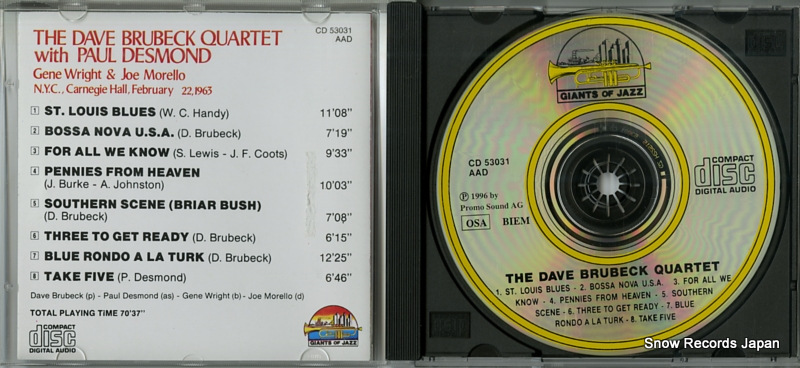 THE DAVE BRUBECK QUARTET
with PAUL DESMOND
Gene Wright & Joe Morello
N.Y.C., Carnegie Hall, February 22,1963
CD 53031
AAD
1 ST. LOUIS BLUES (W. C. Handy) 11'08"
2 BOSSA NOVA U.S.A. (D. Brubeck) 7'19"
3 FOR ALL WE KNOW (S. Lewis - J. F. Coots) 9'33"
4 PENNIES FROM HEAVEN
(J. Burke - A. Johnston) 10'03"
5 SOUTHERN SCENE (BRIAR BUSH)
(D. Brubeck) 7'08"
6 THREE TO GET READY (D. Brubeck) 6'15"
7 BLUE RONDO A LA TURK (D. Brubeck) 12'25"
8 TAKE FIVE (P. Desmond) 6'46"
Dave Brubeck (p) - Paul Desmond (as) - Gene Wright (b) - Joe Morello (d)
TOTAL PLAYING TIME 70'37"
COMPACT
disc
DIGITAL AUDIO
GIANTS OF JAZZ
GIANTS OF JAZZ
CD 53031
AAD
℗ 1996 by
Promo Sound AG
OSA BIEM
COMPACT
disc
DIGITAL AUDIO
THE DAVE BRUBECK QUARTET
1. ST. LOUIS BLUES - 2. BOSSA NOVA U.S.A. 3. FOR ALL WE
KNOW - 4. PENNIES FROM HEAVEN - 5. SOUTHERN
SCENE - 6. THREE TO GET READY - 7. BLUE
RONDO A LA TURK - 8. TAKE FIVE
Snow Records Japan